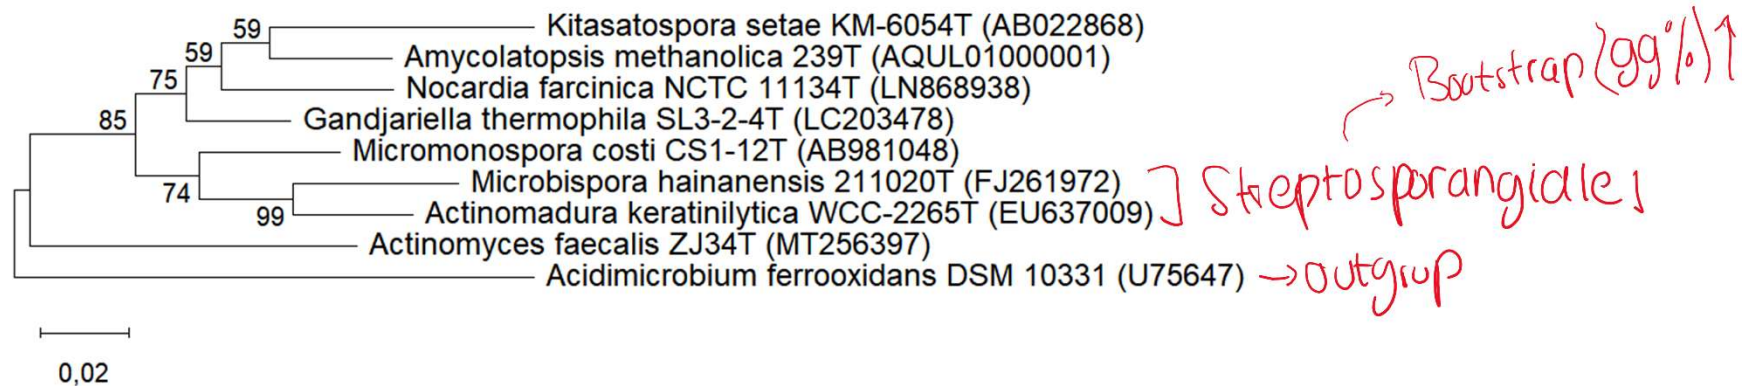 59 Kitasatospora setae KM-6054T (AB022868)
59 Amycolatopsis methanolica 239T (AQUL01000001)
75 Nocardia farcinica NCTC 11134T (LN868938)
85 Gandjariella thermophila SL3-2-4T (LC203478)
Micromonospora costi CS1-12T (AB981048)
74 Microbispora hainanensis 211020T (FJ261972)
99 Actinomadura keratinilytica WCC-2265T (EU637009)
Actinomyces faecalis ZJ34T (MT256397)
Acidimicrobium ferrooxidans DSM 10331 (U75647)
0,02
Bootstrap (99%) ↑
] Streptosporangiales
→ outgrup